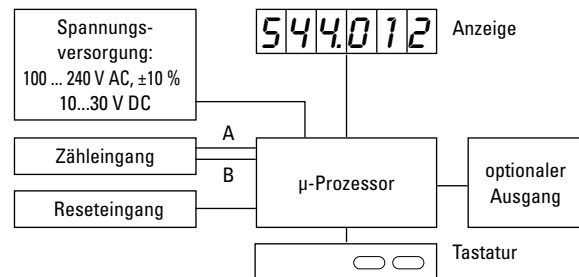 Spannungs-
versorgung:
100 ... 240 V AC, ±10 %
10...30 V DC
544.012
Anzeige
A
Zähleingang
B
µ-Prozessor
optionaler
Ausgang
Reseteingang
Tastatur